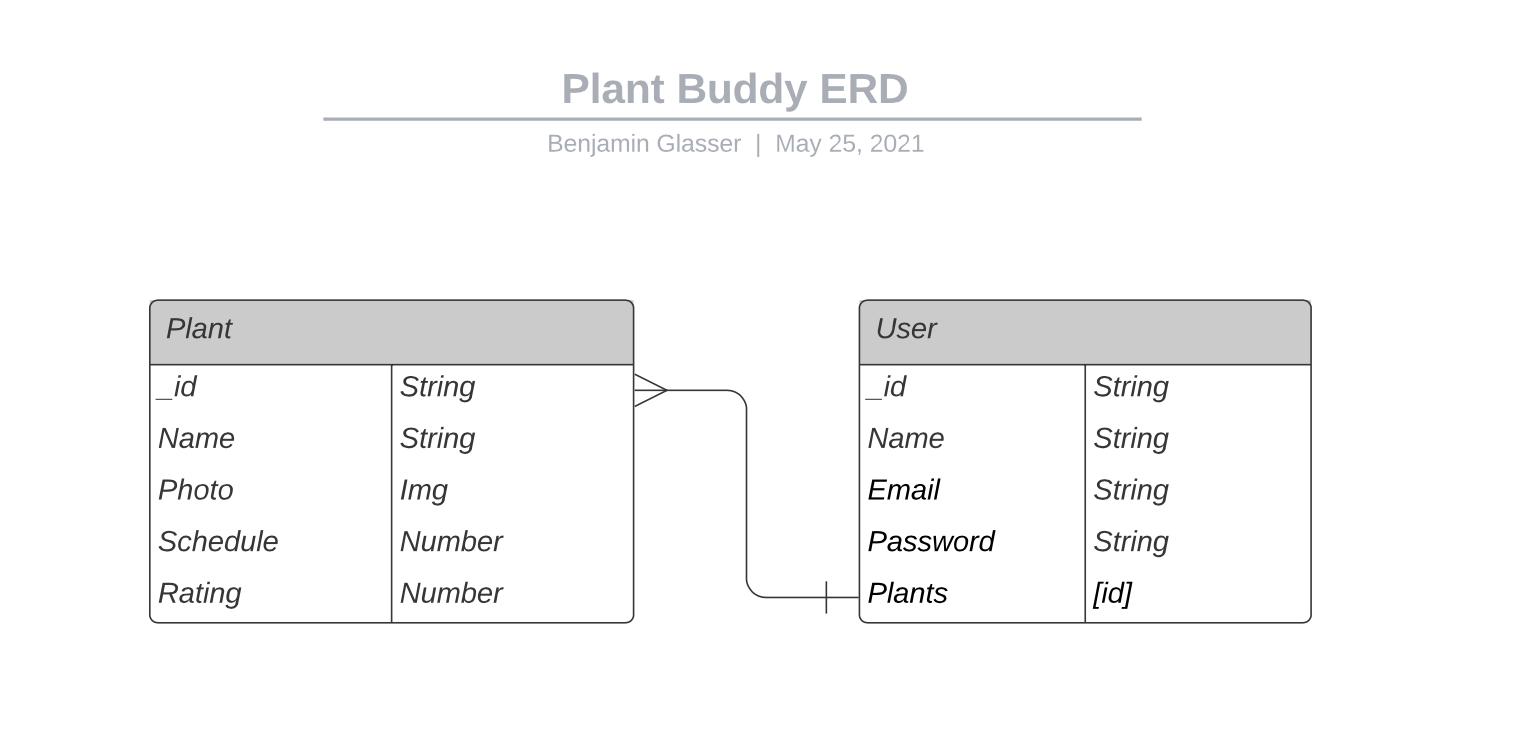 Plant Buddy ERD
Benjamin Glasser | May 25, 2021
Plant
_id String
Name String
Photo Img
Schedule Number
Rating Number
User
_id String
Name String
Email String
Password String
Plants [id]